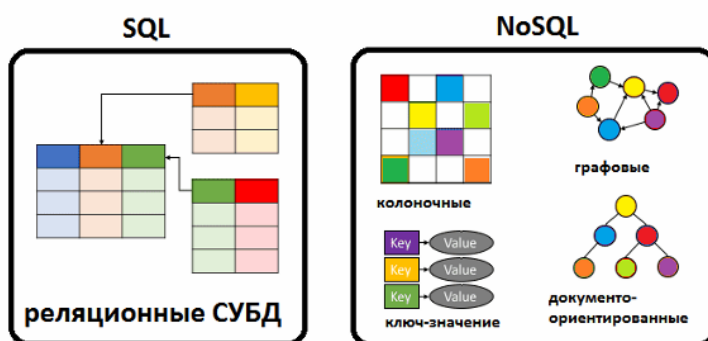 SQL
NoSQL
реляционные СУБД
колоночные
графовые
Key Value
Key Value
Key Value
ключ-значение
документо-
ориентированные